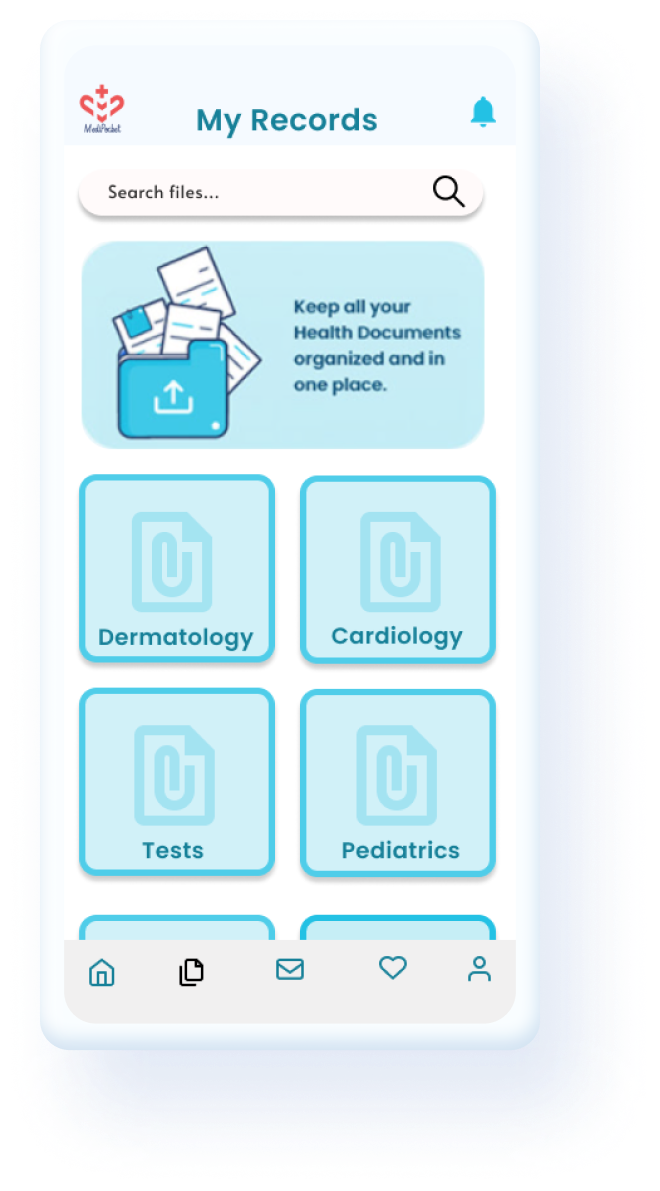 MediPocket
My Records
Search files...
Keep all your
Health Documents
organized and in
one place.
Dermatology
Cardiology
Tests
Pediatrics